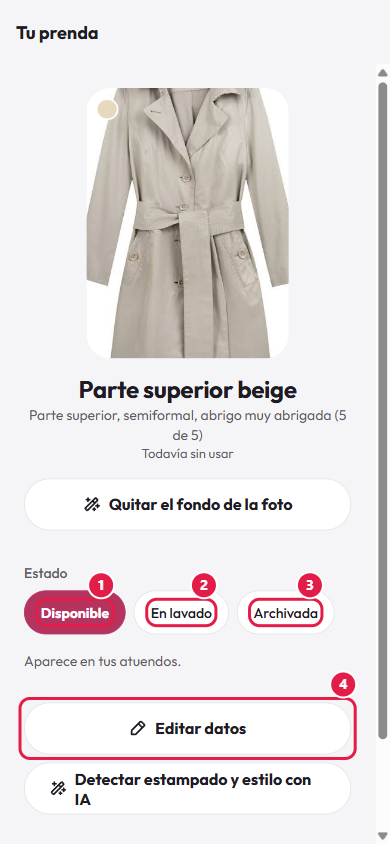 Tu prenda
Parte superior beige
Parte superior, semiformal, abrigo muy abrigada (5
de 5)
Todavía sin usar
Quitar el fondo de la foto
Estado
1
2
3
Disponible
En lavado
Archivada
Aparece en tus atuendos.
4
Editar datos
Detectar estampado y estilo con
IA